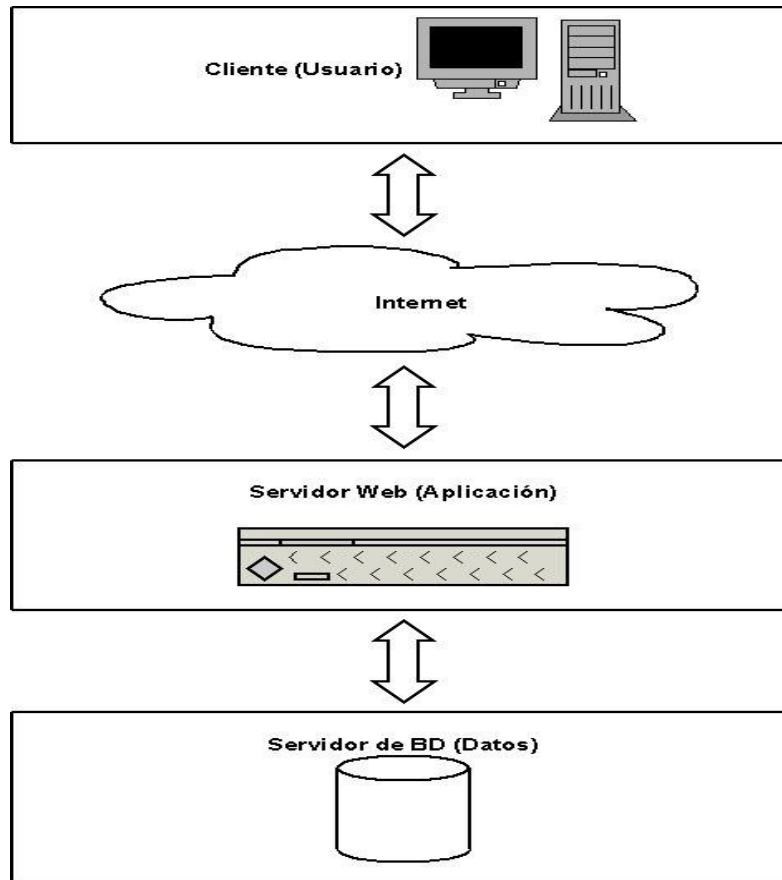 Cliente (Usuario)
Internet
Servidor Web (Aplicación)
Servidor de BD (Datos)